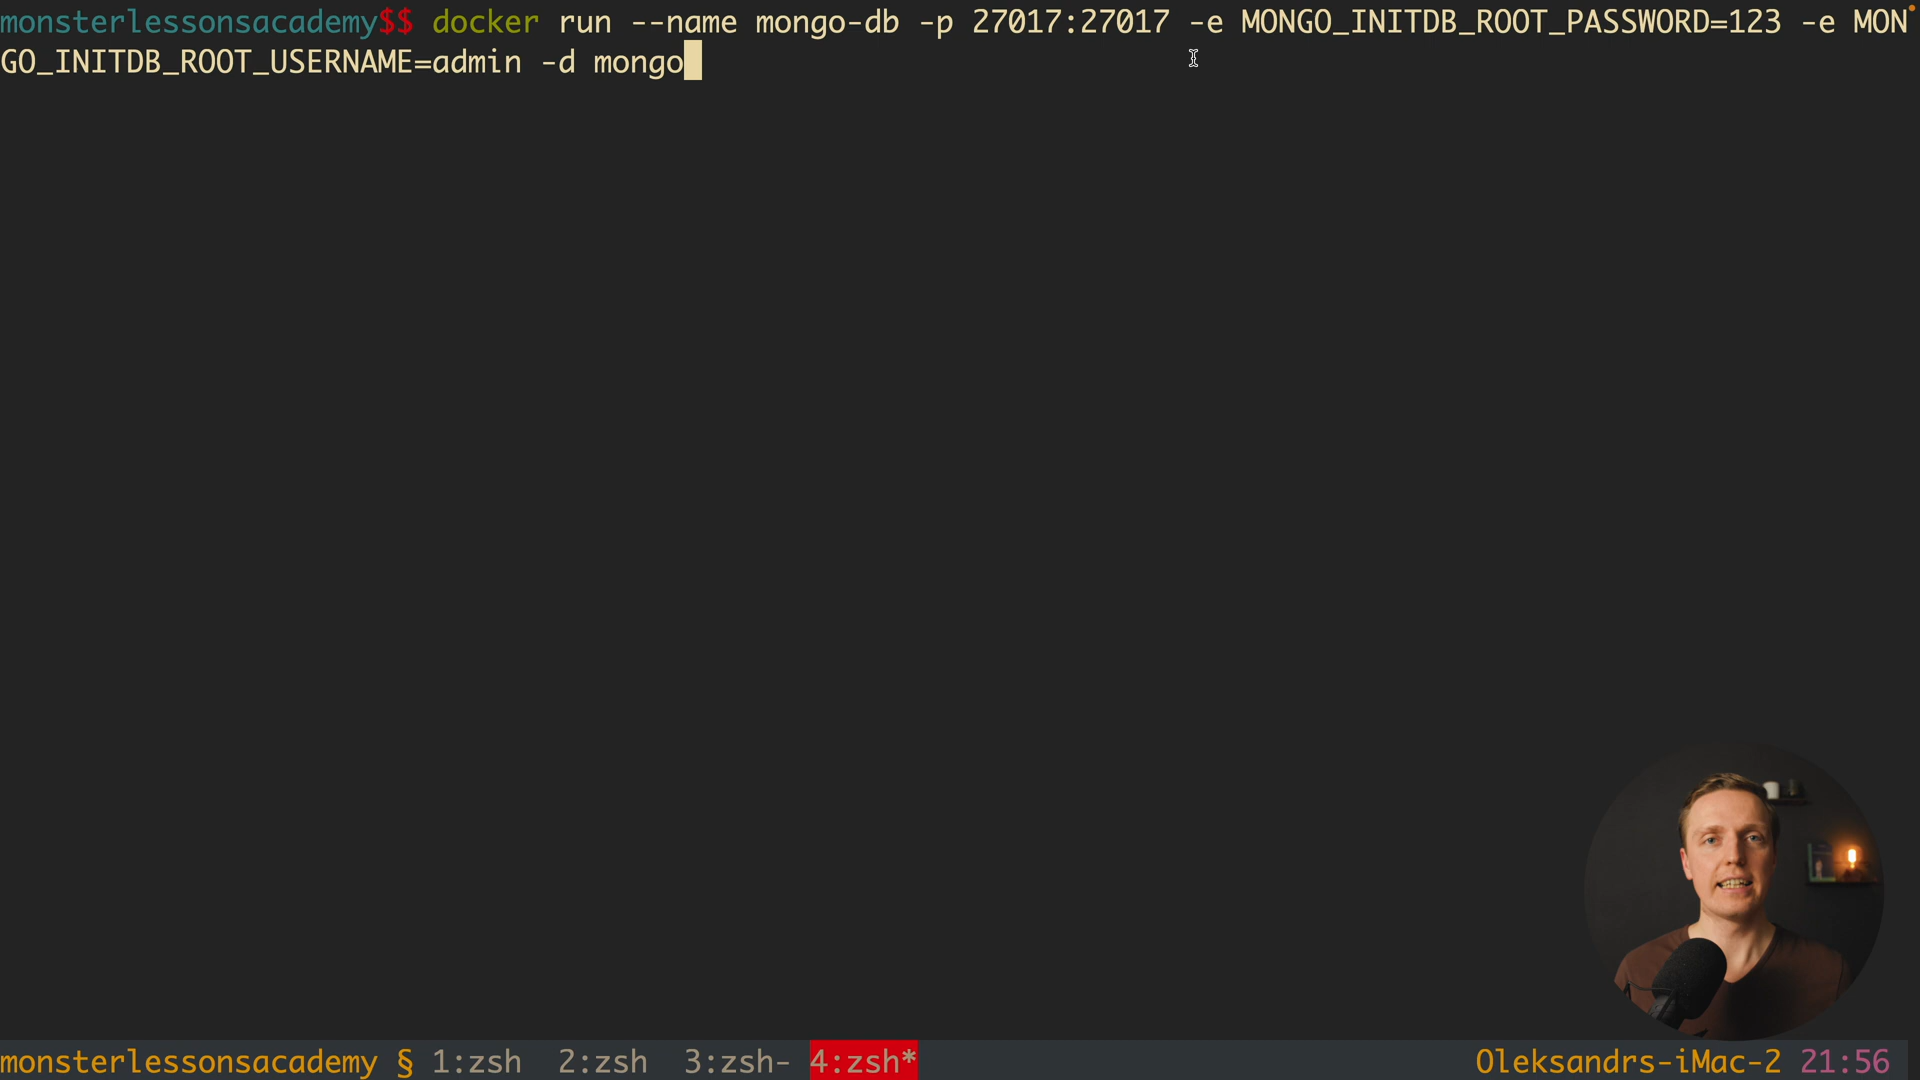 monsterlessonsacademy$$ docker run --name mongo-db -p 27017:27017 -e MONGO_INITDB_ROOT_PASSWORD=123 -e MON
GO_INITDB_ROOT_USERNAME=admin -d mongo
monsterlessonsacademy § 1:zsh 2:zsh 3:zsh- 4:zsh* Oleksandrs-iMac-2 21:56